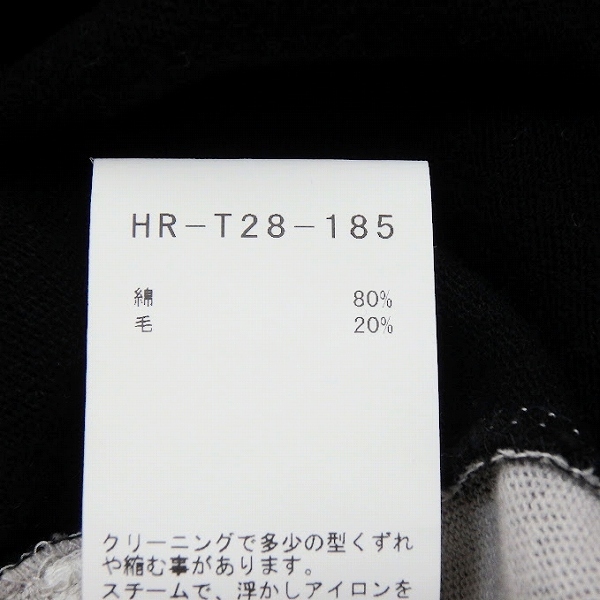 HR-T28-185
綿 80%
毛 20%
クリーニングで多少の型くずれ
や縮む事があります。
スチームで、浮かしアイロンを